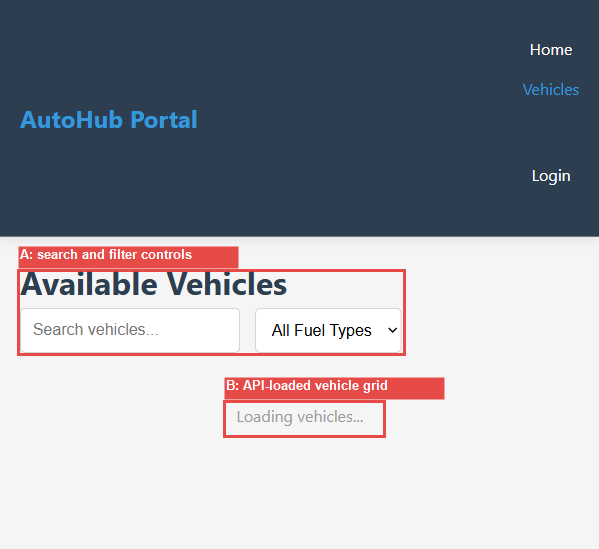 Home
Vehicles
AutoHub Portal
Login
A: search and filter controls
Available Vehicles
Search vehicles...
All Fuel Types
B: API-loaded vehicle grid
Loading vehicles...